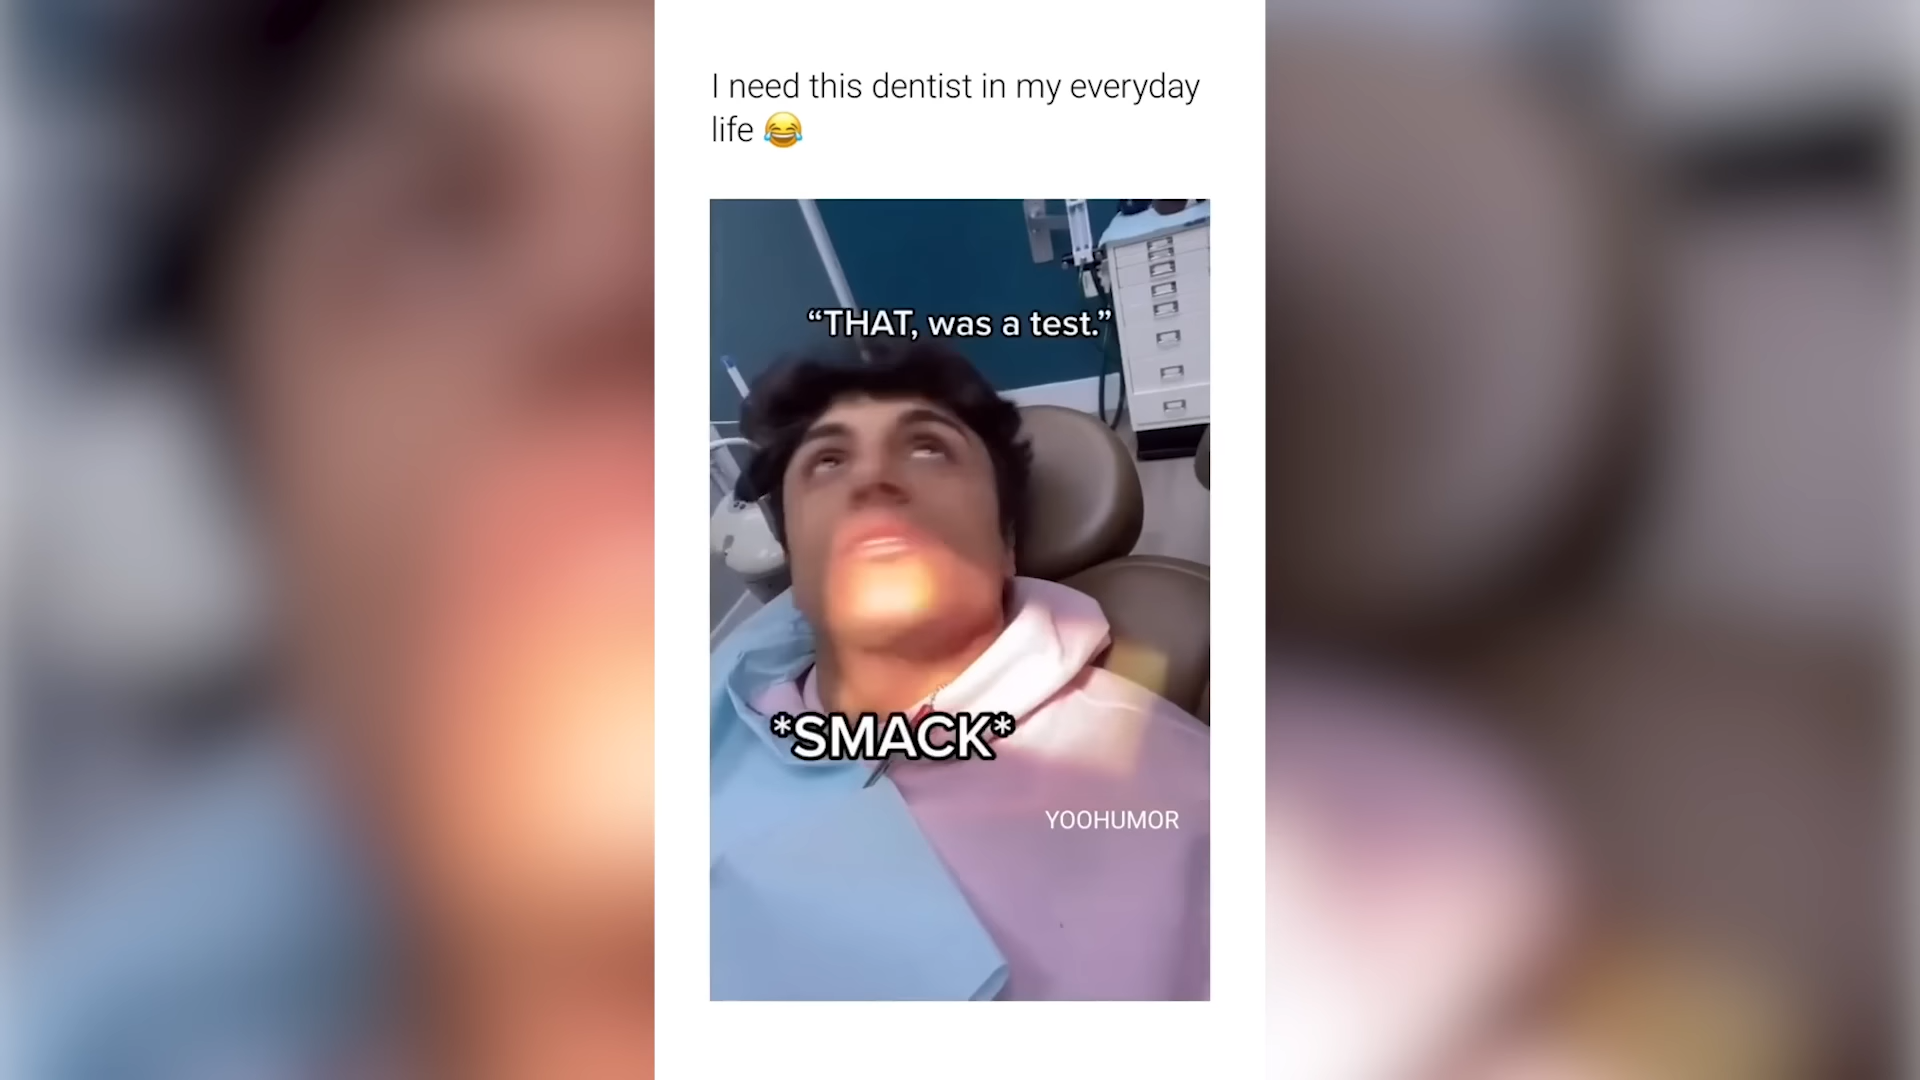 I need this dentist in my everyday
life 😂
“THAT, was a test.”
*SMACK*
YOOHUMOR